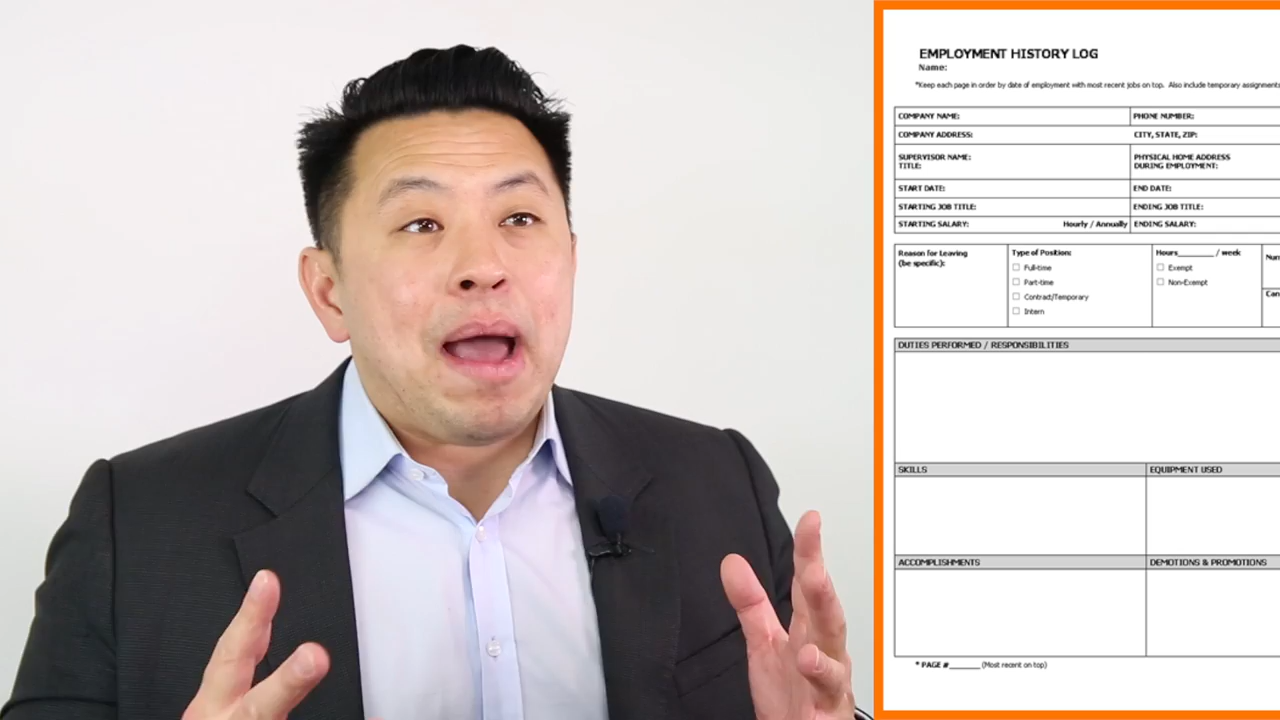 EMPLOYMENT HISTORY LOG
Name:
*Keep each page in order by date of employment with most recent jobs on top. Also include temporary assignments
COMPANY NAME: PHONE NUMBER:
COMPANY ADDRESS: CITY, STATE, ZIP:
SUPERVISOR NAME: PHYSICAL HOME ADDRESS
TITLE: DURING EMPLOYMENT:
START DATE: END DATE:
STARTING JOB TITLE: ENDING JOB TITLE:
STARTING SALARY: Hourly / Annually ENDING SALARY:
Reason for Leaving
(be specific):
Type of Position:
☐ Full-time
☐ Part-time
☐ Contract/Temporary
☐ Intern
Hours________ / week
☐ Exempt
☐ Non-Exempt
DUTIES PERFORMED / RESPONSIBILITIES
SKILLS EQUIPMENT USED
ACCOMPLISHMENTS DEMOTIONS & PROMOTIONS
* PAGE #_______ (Most recent on top)